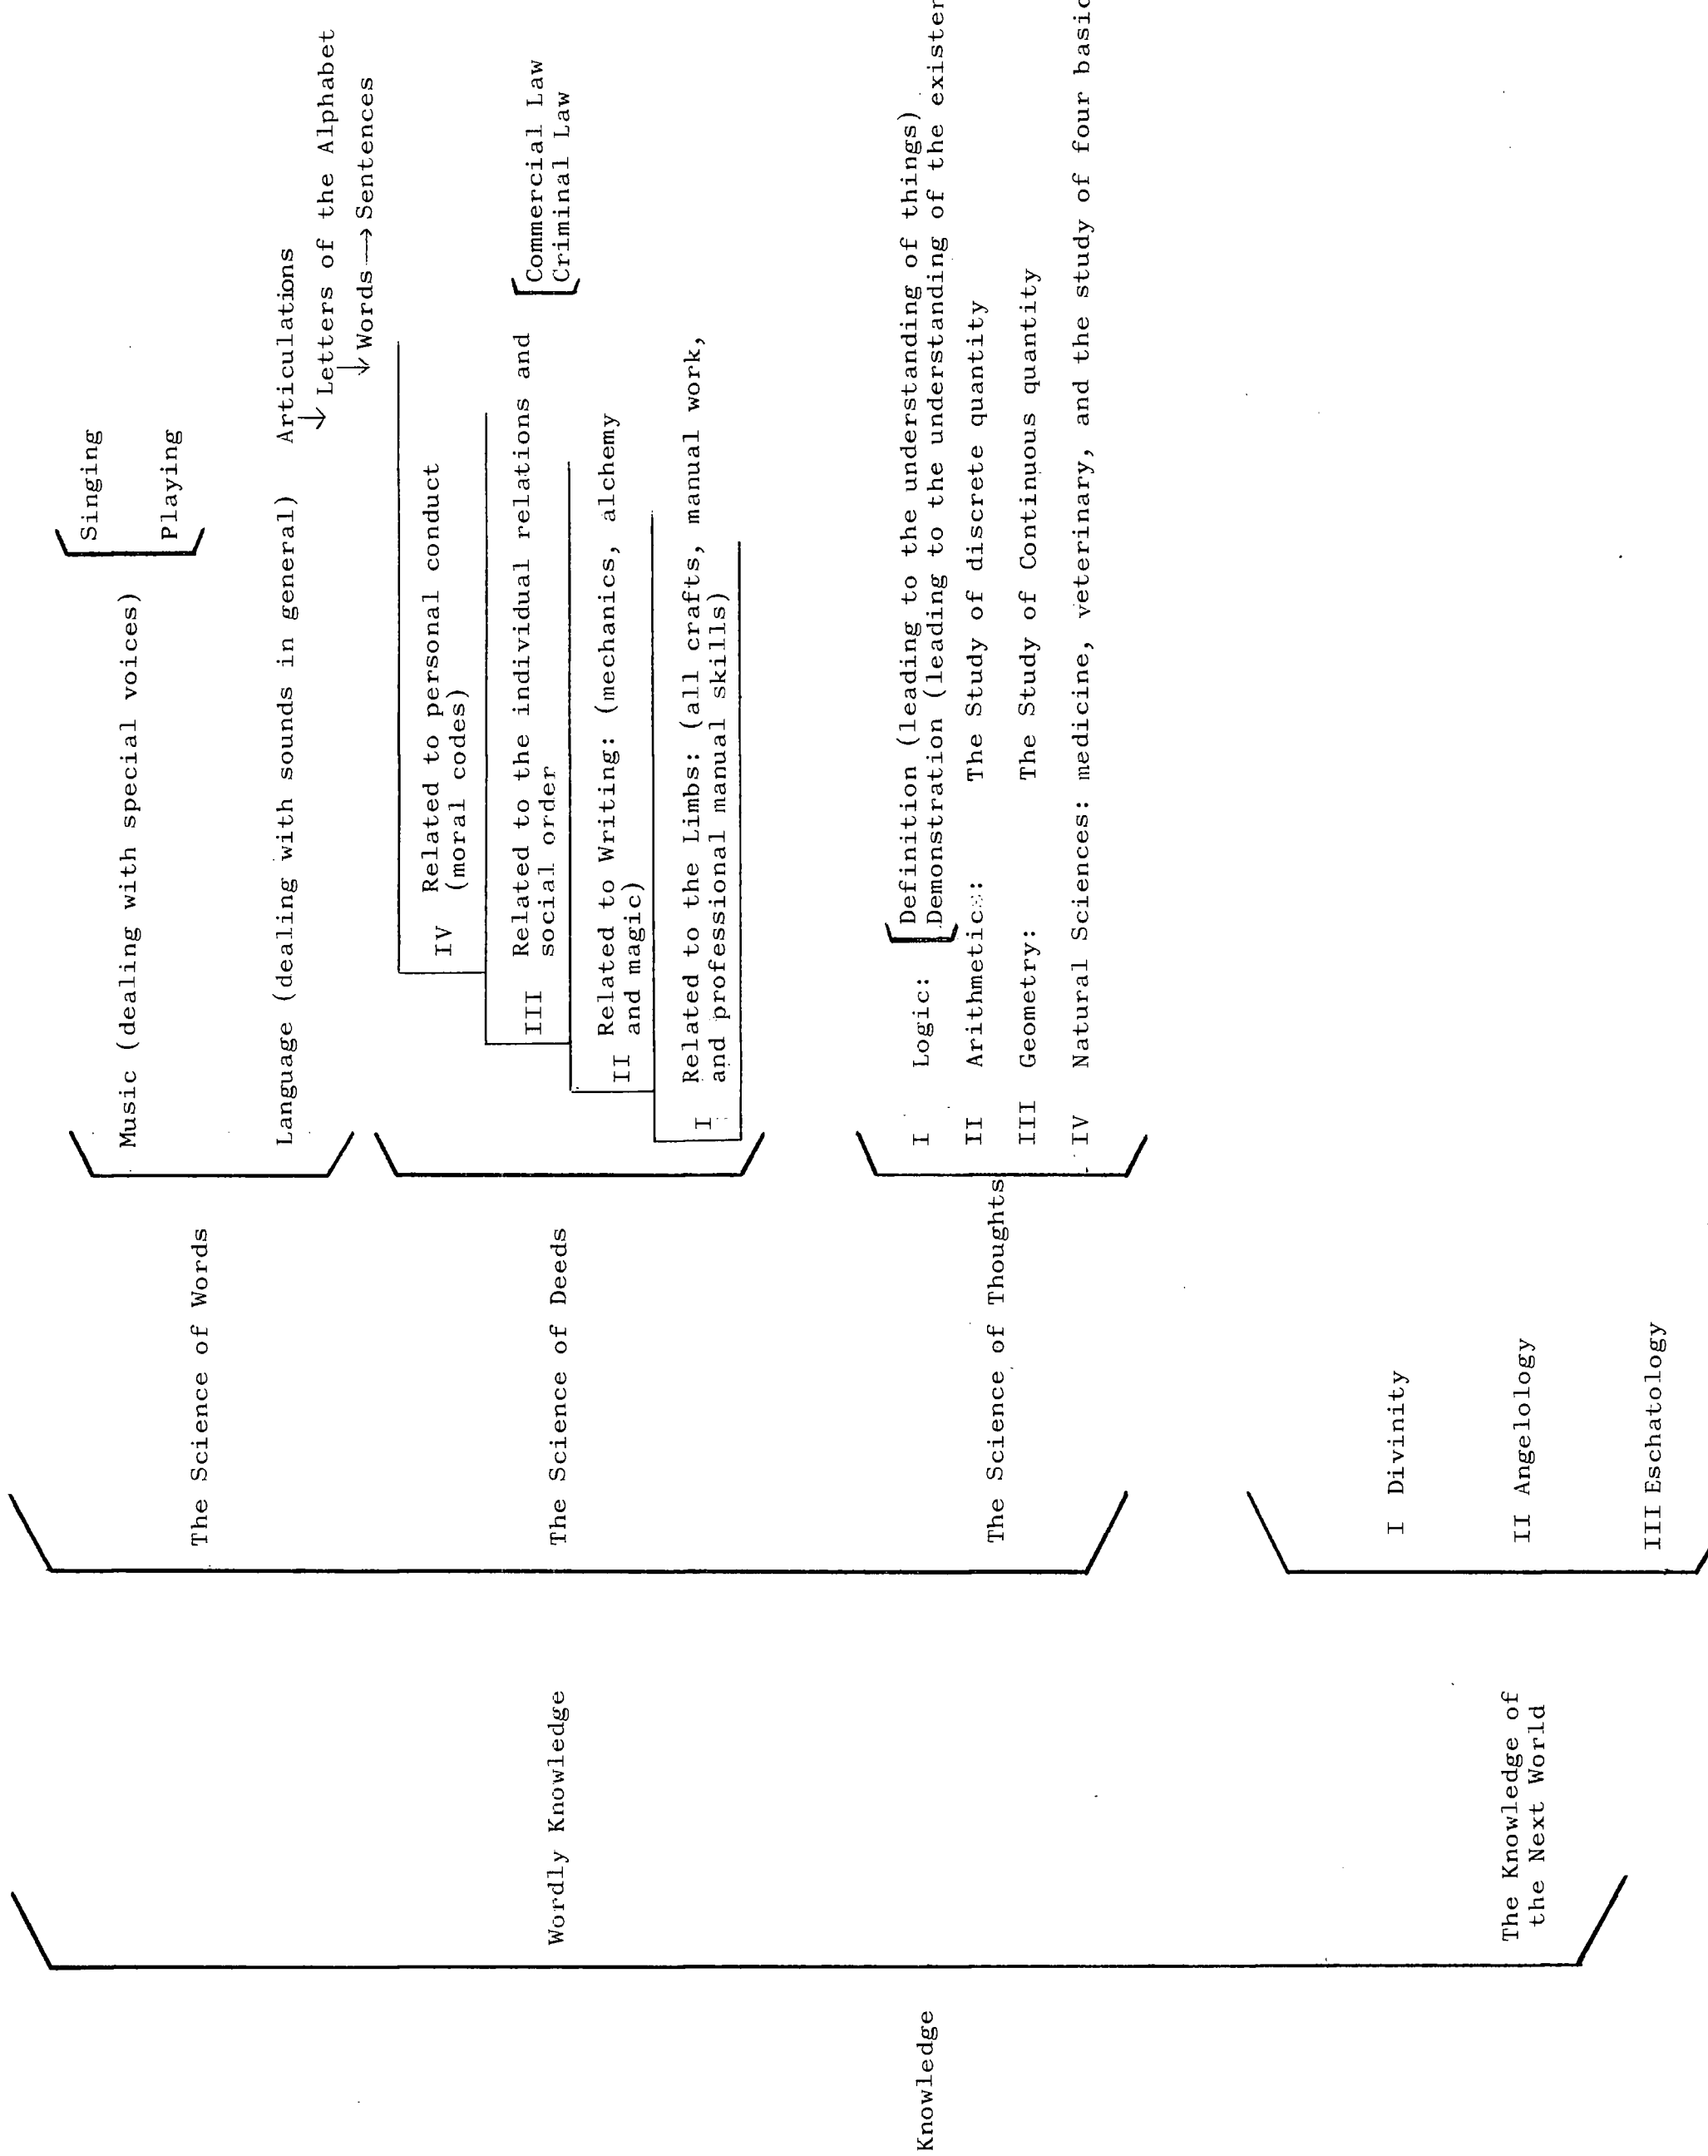 Knowledge
Wordly Knowledge
The Science of Words
Music (dealing with special voices)
Singing
Playing
Language (dealing with sounds in general) Articulations
↓ Letters of the Alphabet
↓ Words → Sentences
The Science of Deeds
IV Related to personal conduct
(moral codes)
III Related to the individual relations and
social order
Commercial Law
Criminal Law
II Related to Writing: (mechanics, alchemy
and magic)
I Related to the Limbs: (all crafts, manual work,
and professional manual skills)
The Science of Thoughts
I Logic: Definition (leading to the understanding of things)
Demonstration (leading to the understanding of the
II Arithmetics: The Study of discrete quantity
III Geometry: The Study of Continuous quantity
IV Natural Sciences: medicine, veterinary, and the study of four basic
The Knowledge of
the Next World
I Divinity
II Angelology
III Eschatology